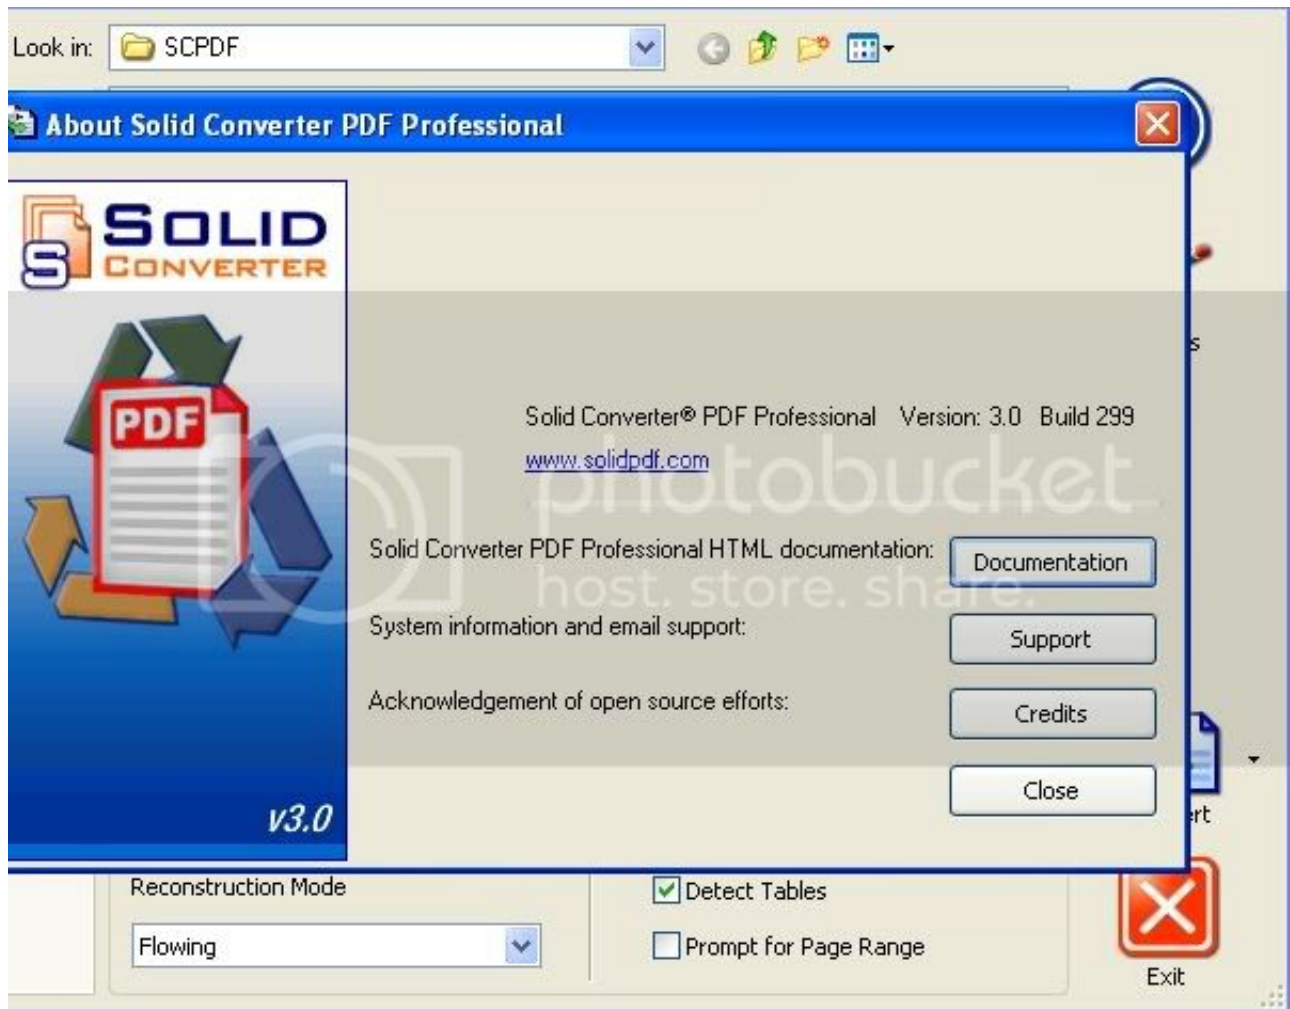 Look in: SCPDF
About Solid Converter PDF Professional
SOLID
CONVERTER
PDF
Solid Converter® PDF Professional Version: 3.0 Build 299
www.solidpdf.com
photobucket
host. store. share.
Solid Converter PDF Professional HTML documentation: Documentation
System information and email support: Support
Acknowledgement of open source efforts: Credits
Close
v3.0
Reconstruction Mode
Detect Tables
Flowing
Prompt for Page Range
Exit